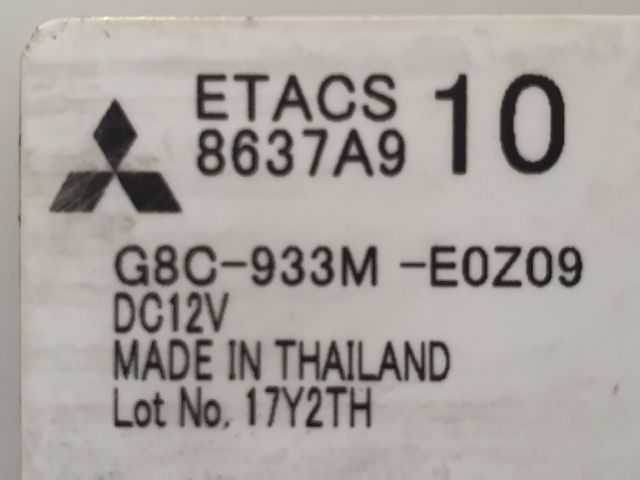 ETACS
8637A9 10
G8C-933M -E0Z09
DC12V
MADE IN THAILAND
Lot No. 17Y2TH